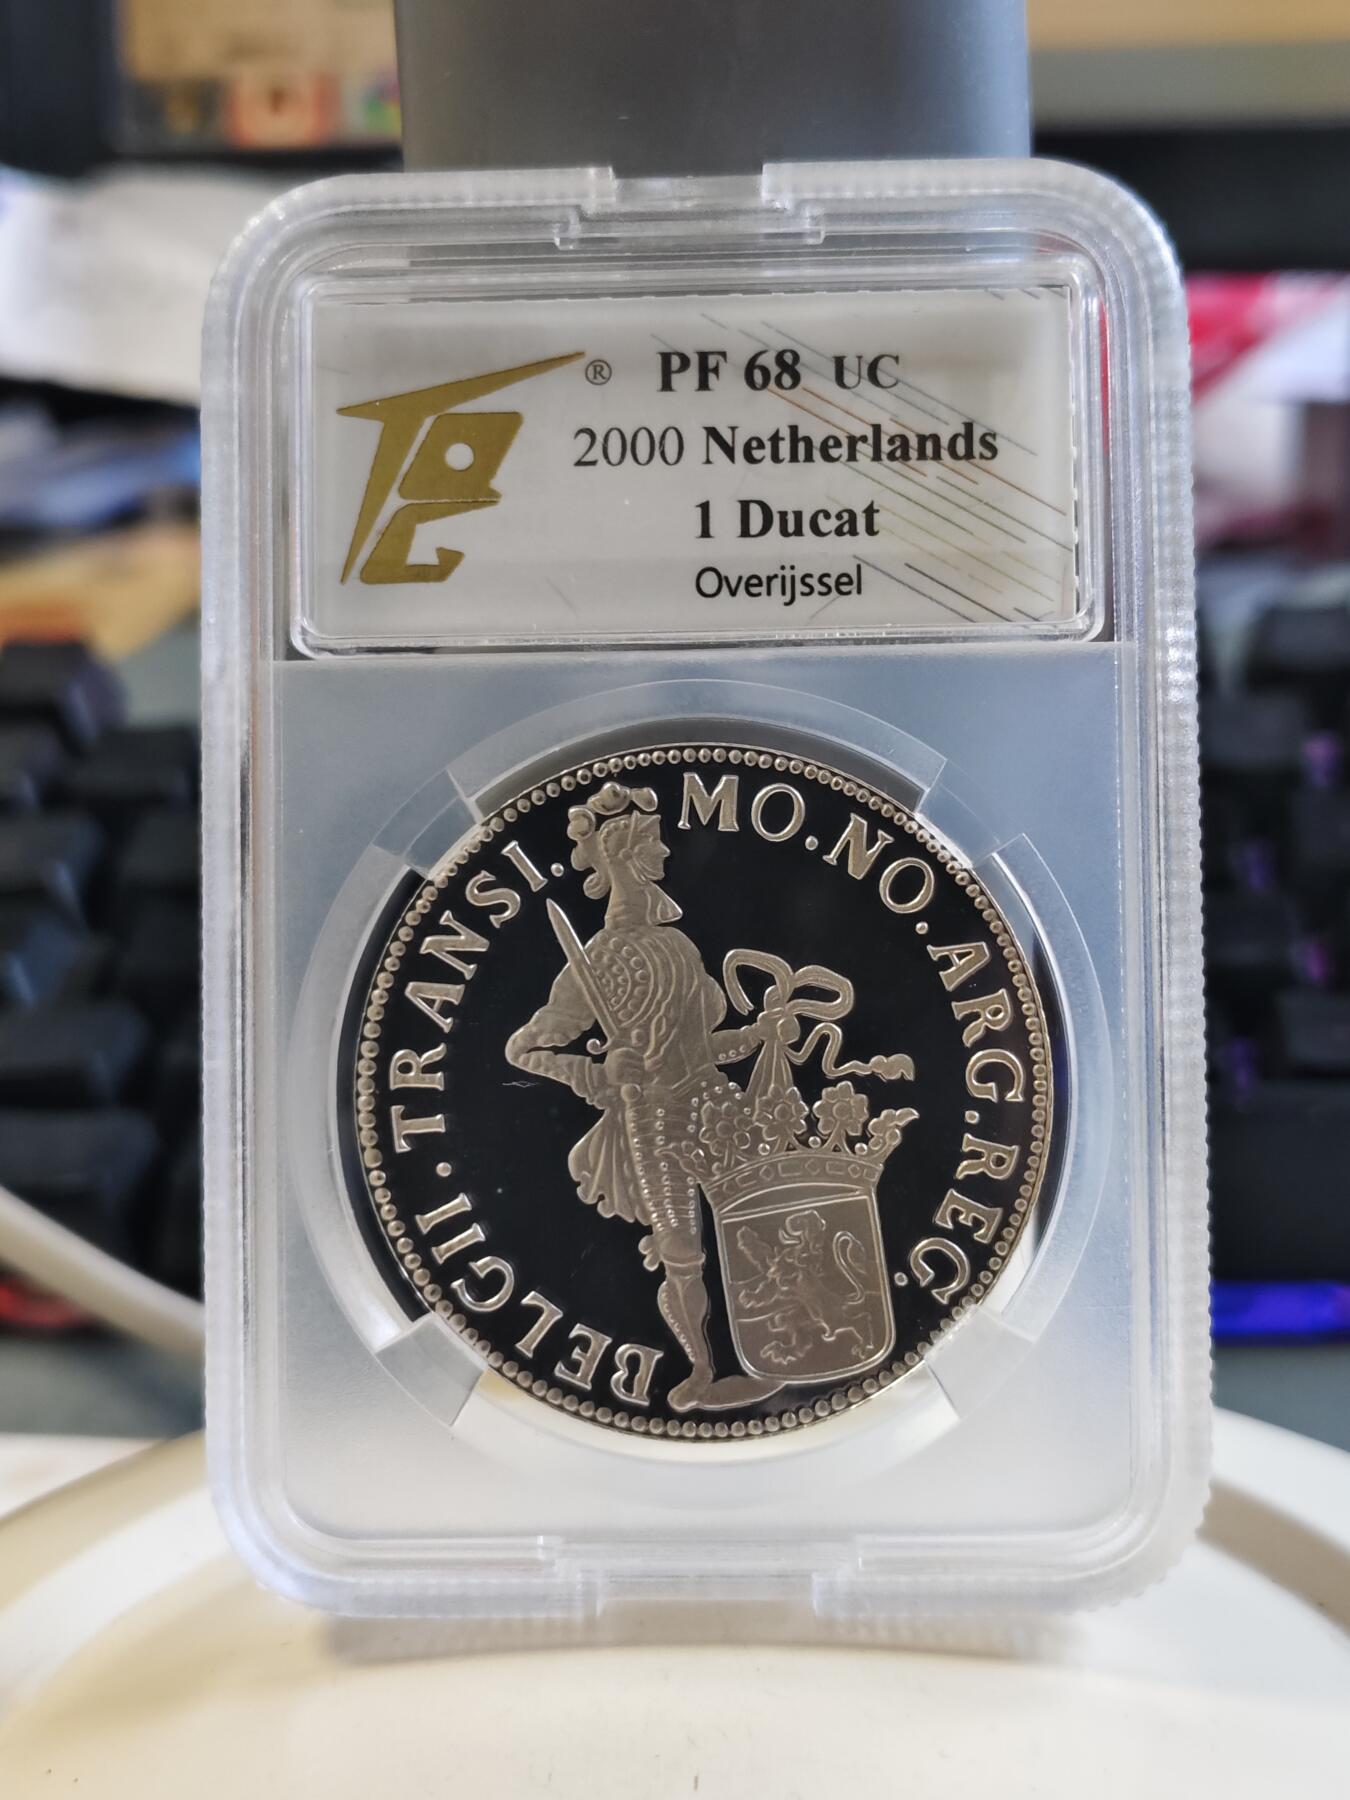 ® PF 68 UC
2000 Netherlands
1 Ducat
Overijssel
MO.NO.ARG.REG.BELGII.TRANSI.